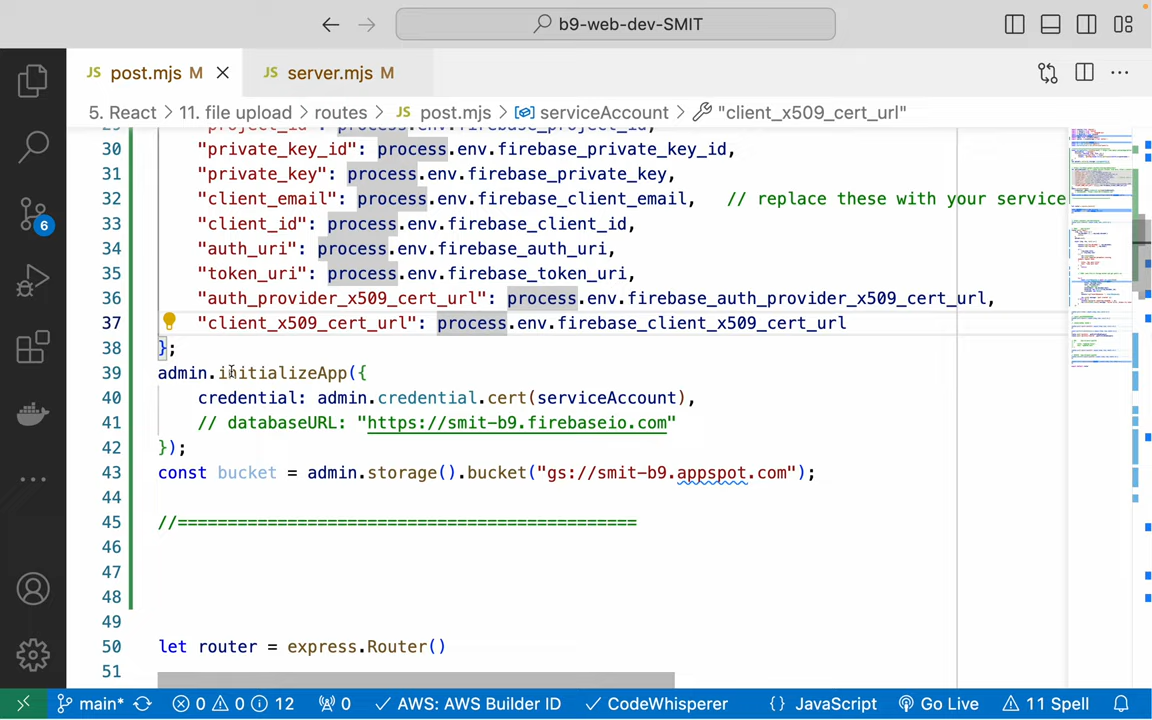 b9-web-dev-SMIT
JS post.mjs M
JS server.mjs M
5. React > 11. file upload > routes > JS post.mjs > serviceAccount > "client_x509_cert_url"
29 "project_id": process.env.firebase_project_id,
30 "private_key_id": process.env.firebase_private_key_id,
31 "private_key": process.env.firebase_private_key,
32 "client_email": process.env.firebase_client_email, // replace these with your service
33 "client_id": process.env.firebase_client_id,
34 "auth_uri": process.env.firebase_auth_uri,
35 "token_uri": process.env.firebase_token_uri,
36 "auth_provider_x509_cert_url": process.env.firebase_auth_provider_x509_cert_url,
37 "client_x509_cert_url": process.env.firebase_client_x509_cert_url
38 };
39 admin.initializeApp({
40 credential: admin.credential.cert(serviceAccount),
41 // databaseURL: "https://smit-b9.firebaseio.com"
42 });
43 const bucket = admin.storage().bucket("gs://smit-b9.appspot.com");
44
45 //==============================================
46
47
48
49
50 let router = express.Router()
51
6
main* 0 0 12 0 AWS: AWS Builder ID CodeWhisperer {} JavaScript Go Live 11 Spell